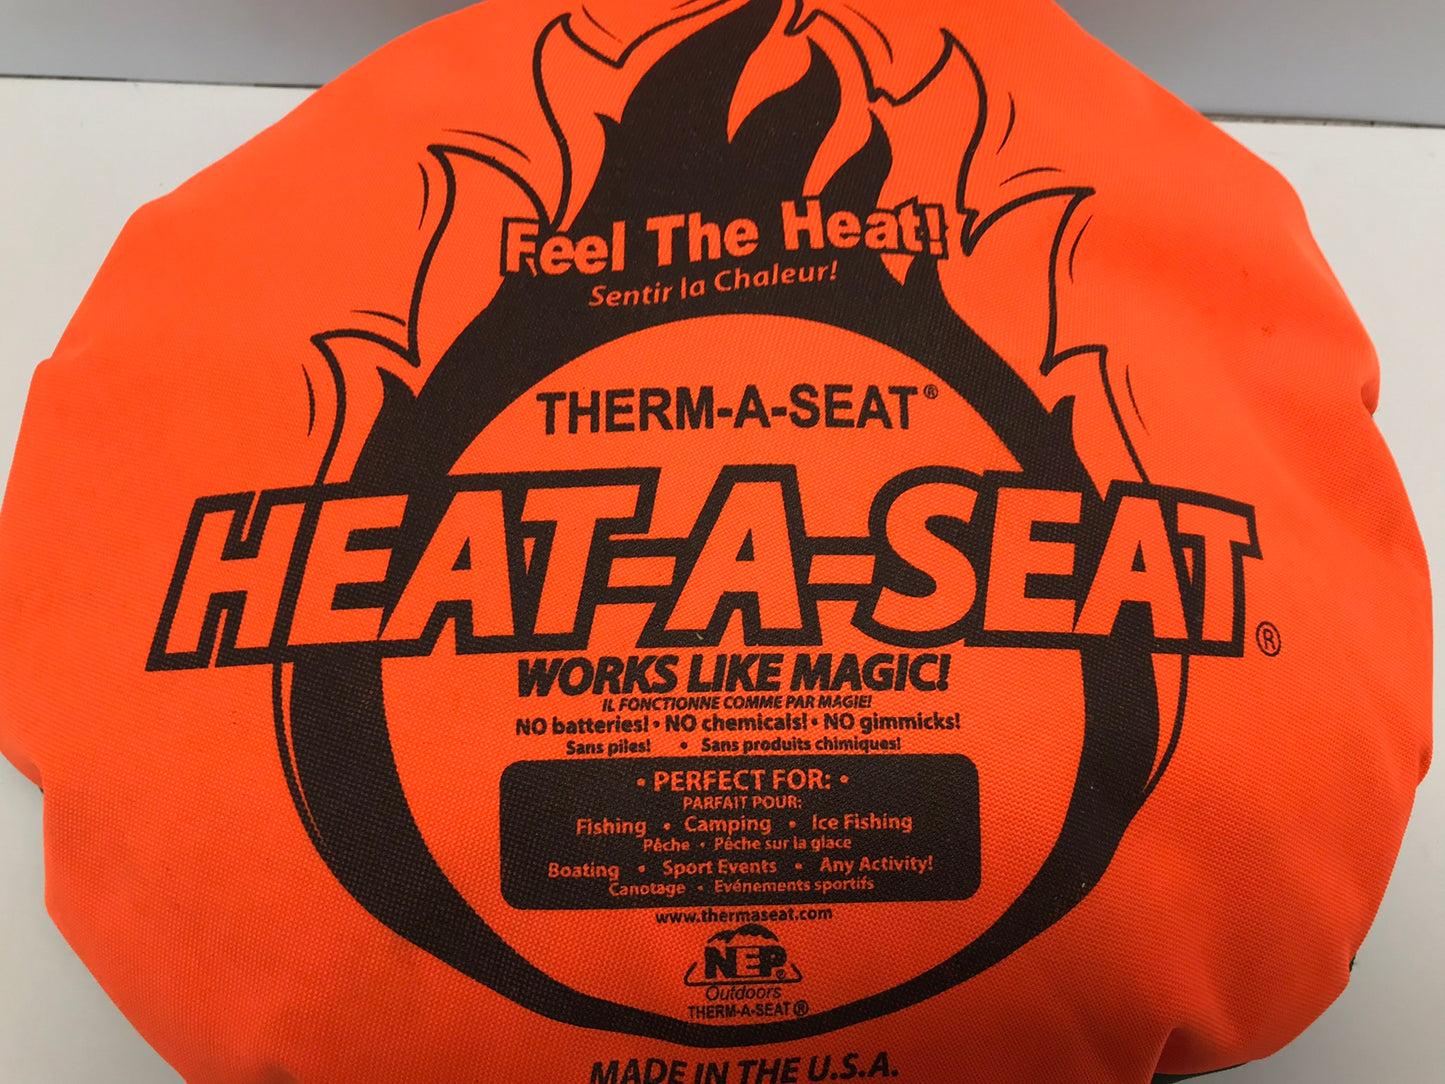 Feel The Heat!
Sentir la Chaleur!
THERM-A-SEAT®
HEAT-A-SEAT®
WORKS LIKE MAGIC!
IL FONCTIONNE COMME PAR MAGIE!
NO batteries! • NO chemicals! • NO gimmicks!
Sans piles! • Sans produits chimiques!
• PERFECT FOR: •
PARFAIT POUR:
Fishing • Camping • Ice Fishing
Pêche • Pêche sur la glace
Boating • Sport Events • Any Activity!
Canotage • Evénements sportifs
www.thermaseat.com
NEP®
Outdoors
THERM-A-SEAT®
MADE IN THE U.S.A.